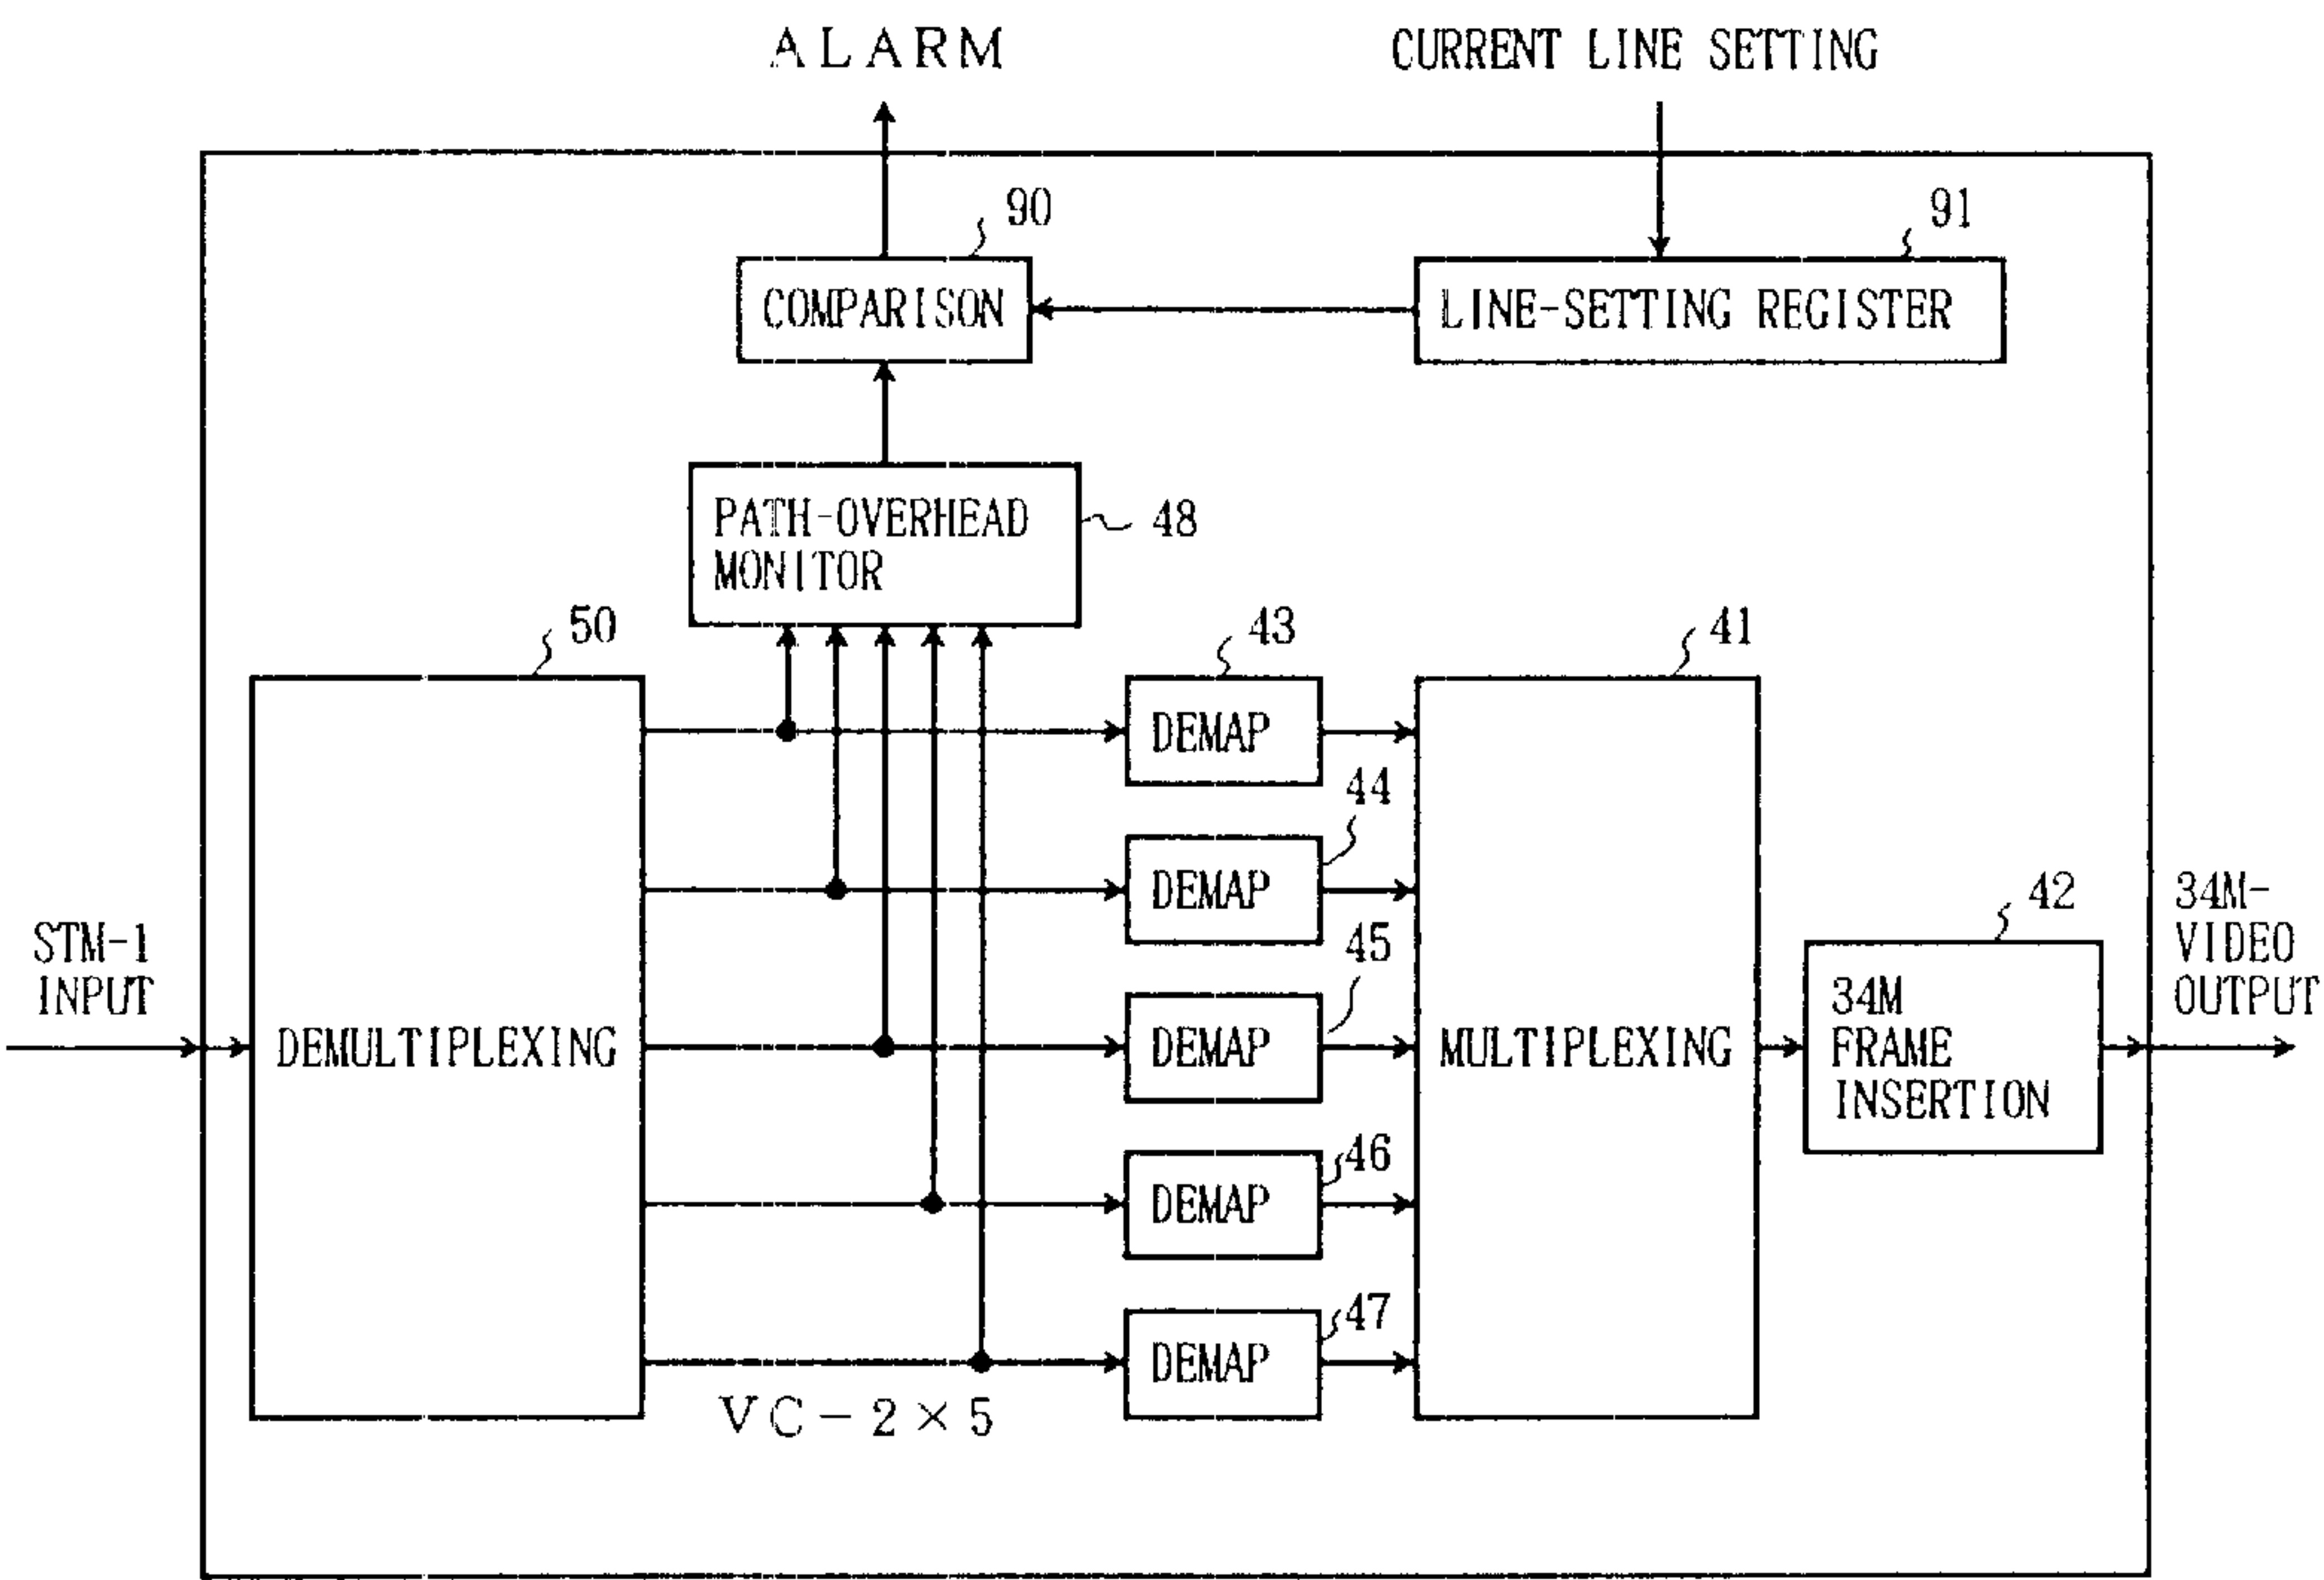 ALARM
CURRENT LINE SETTING
90
91
COMPARISON
LINE-SETTING REGISTER
PATH-OVERHEAD
MONITOR
48
50
43
41
DEMAP
44
DEMAP
42
34M-
VIDEO
OUTPUT
STM-1
INPUT
45
34M
FRAME
INSERTION
DEMULTIPLEXING
DEMAP
MULTIPLEXING
46
DEMAP
47
DEMAP
VC-2×5